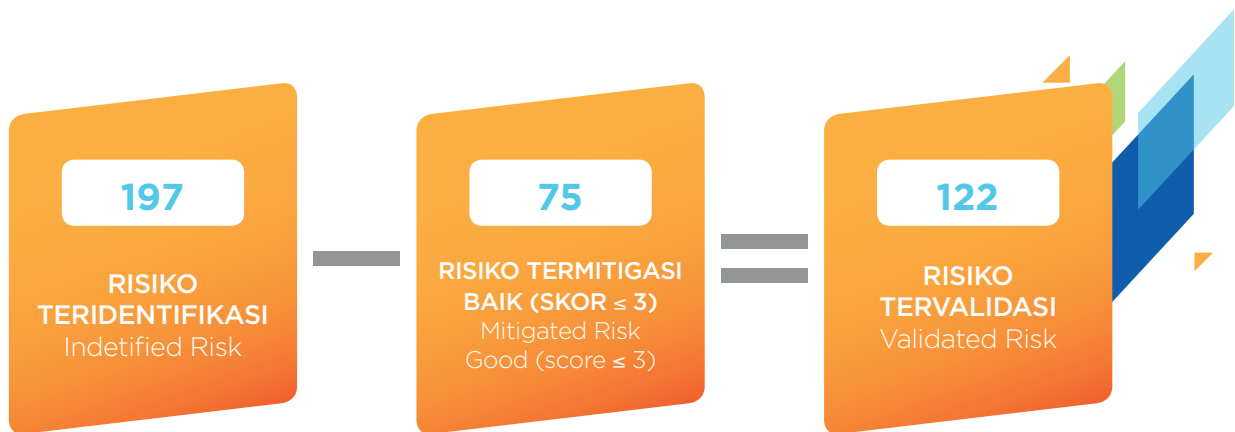 197
RISIKO
TERIDENTIFIKASI
Indetified Risk
75
RISIKO TERMITIGASI
BAIK (SKOR ≤ 3)
Mitigated Risk
Good (score ≤ 3)
122
RISIKO
TERVALIDASI
Validated Risk